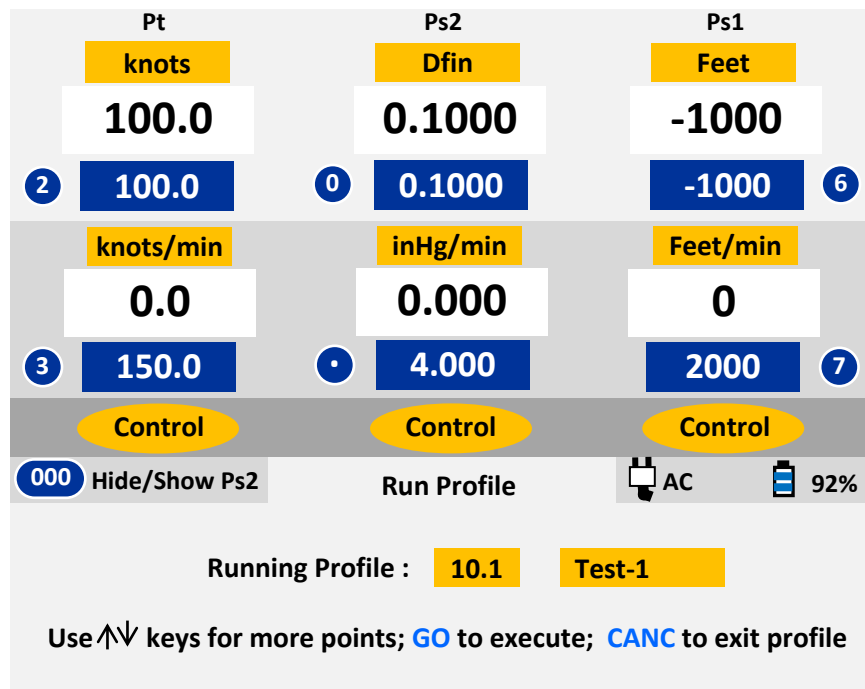 Pt Ps2 Ps1
knots Dfin Feet
100.0 0.1000 -1000
2 100.0 0 0.1000 -1000 6
knots/min inHg/min Feet/min
0.0 0.000 0
3 150.0 • 4.000 2000 7
Control Control Control
000 Hide/Show Ps2 Run Profile AC 92%
Running Profile : 10.1 Test-1
Use ↑↓ keys for more points; GO to execute; CANC to exit profile